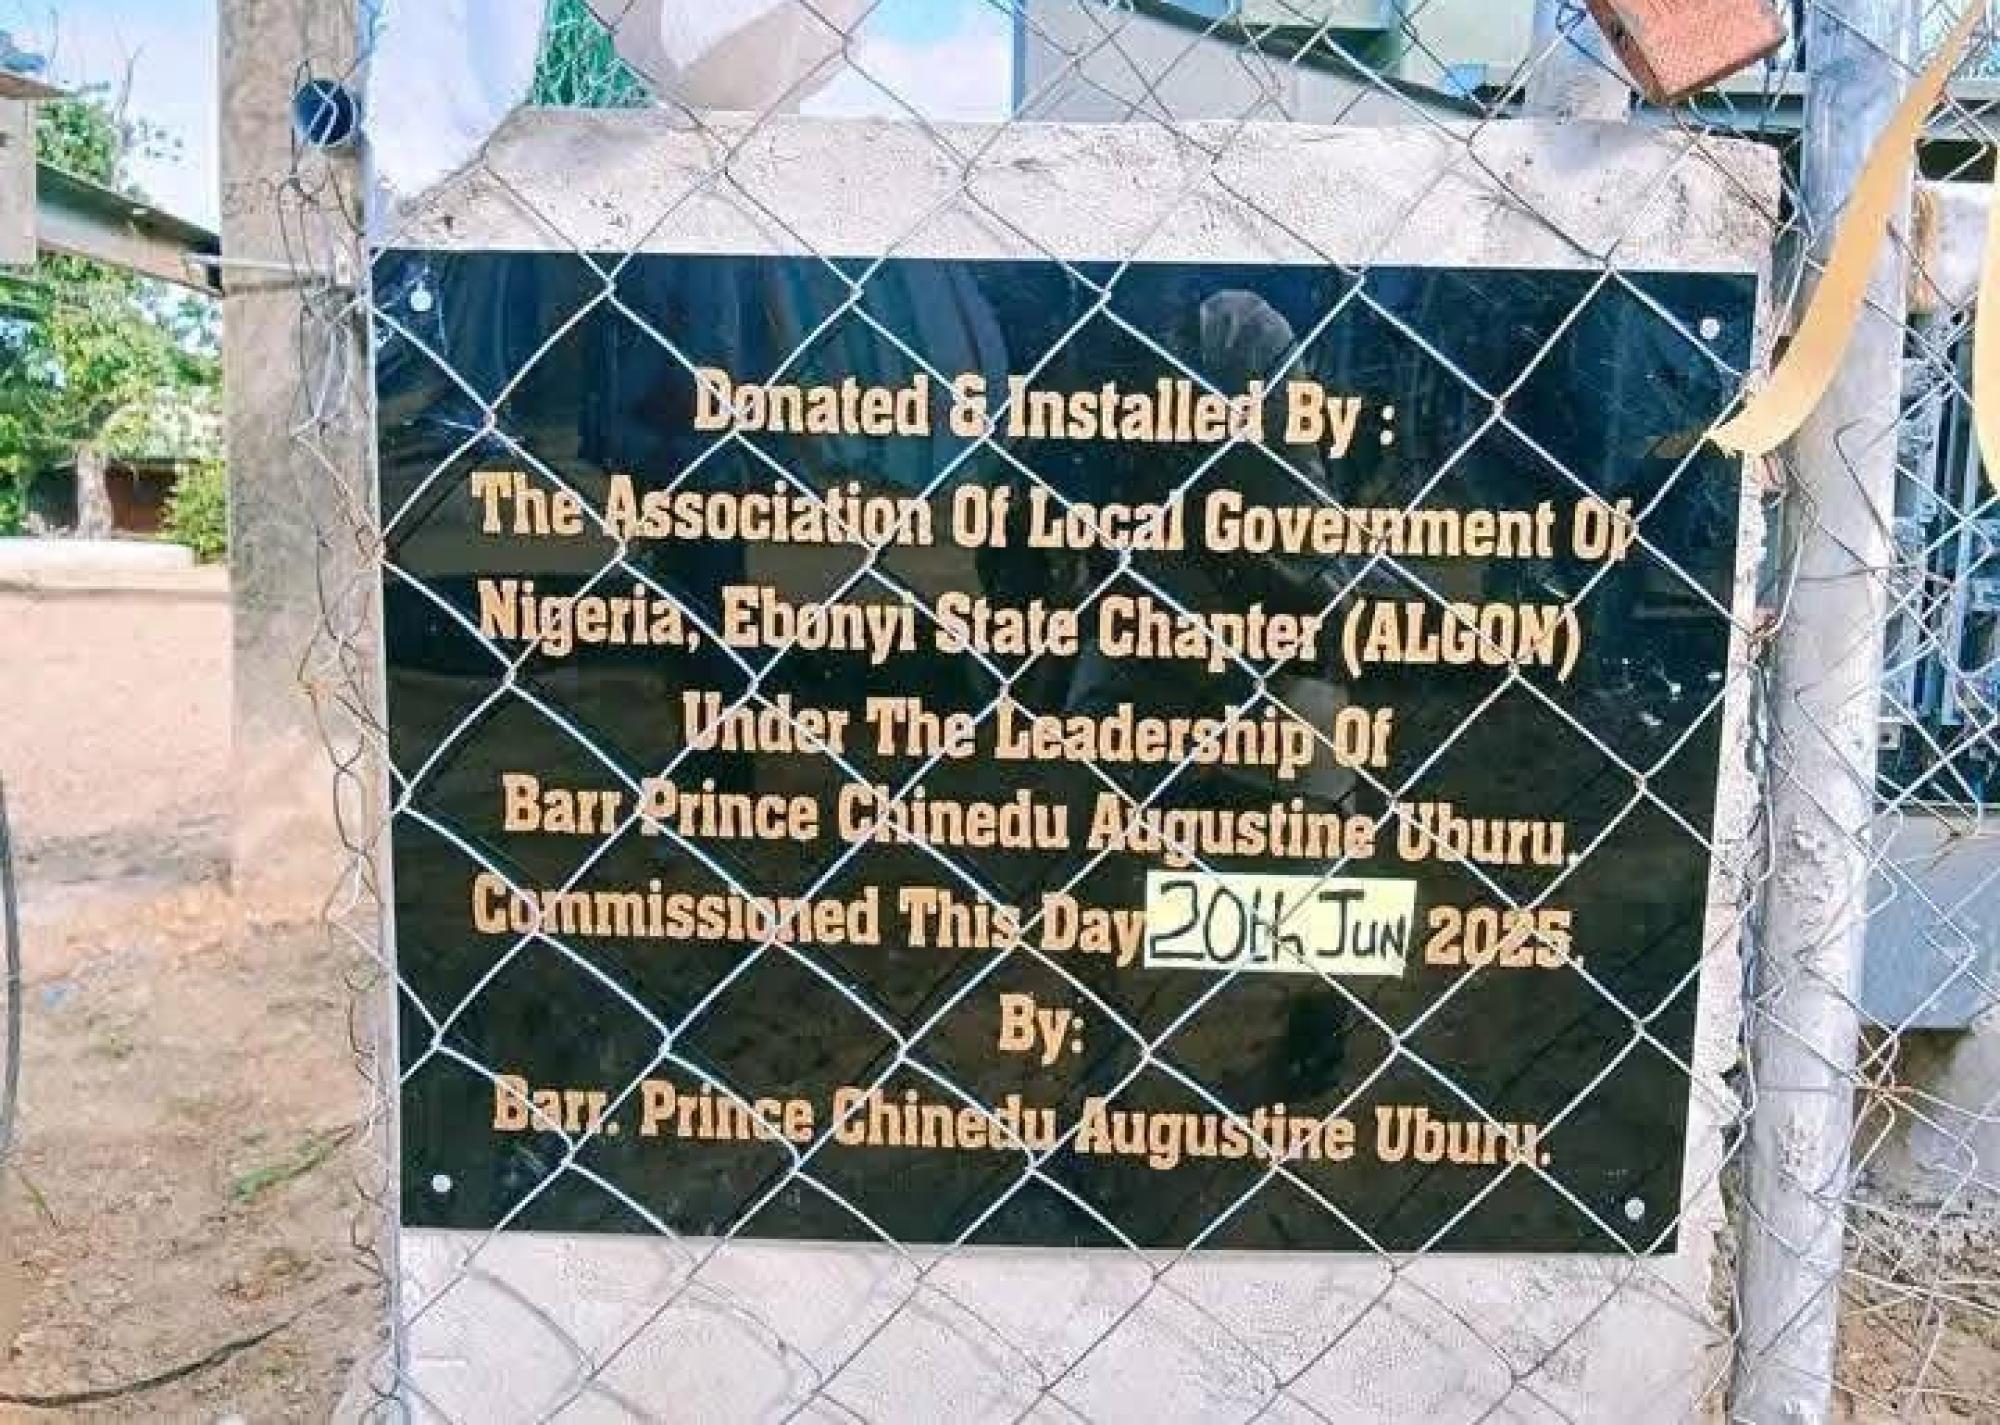 Donated & Installed By :
The Association Of Local Government Of
Nigeria, Ebonyi State Chapter (ALGON)
Under The Leadership Of
Barr Prince Chinedu Augustine Uburu.
Commissioned This Day 20th Jun 2025.
By:
Barr. Prince Chinedu Augustine Uburu.